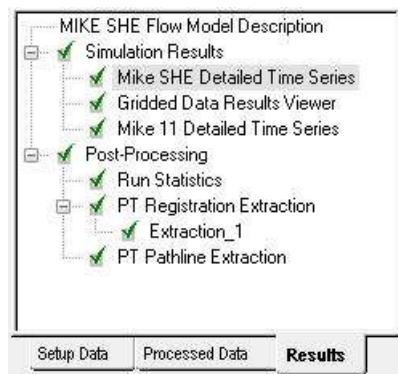 MIKE SHE Flow Model Description
Simulation Results
Mike SHE Detailed Time Series
Gridded Data Results Viewer
Mike 11 Detailed Time Series
Post-Processing
Run Statistics
PT Registration Extraction
Extraction_1
PT Pathline Extraction
Setup Data Processed Data Results